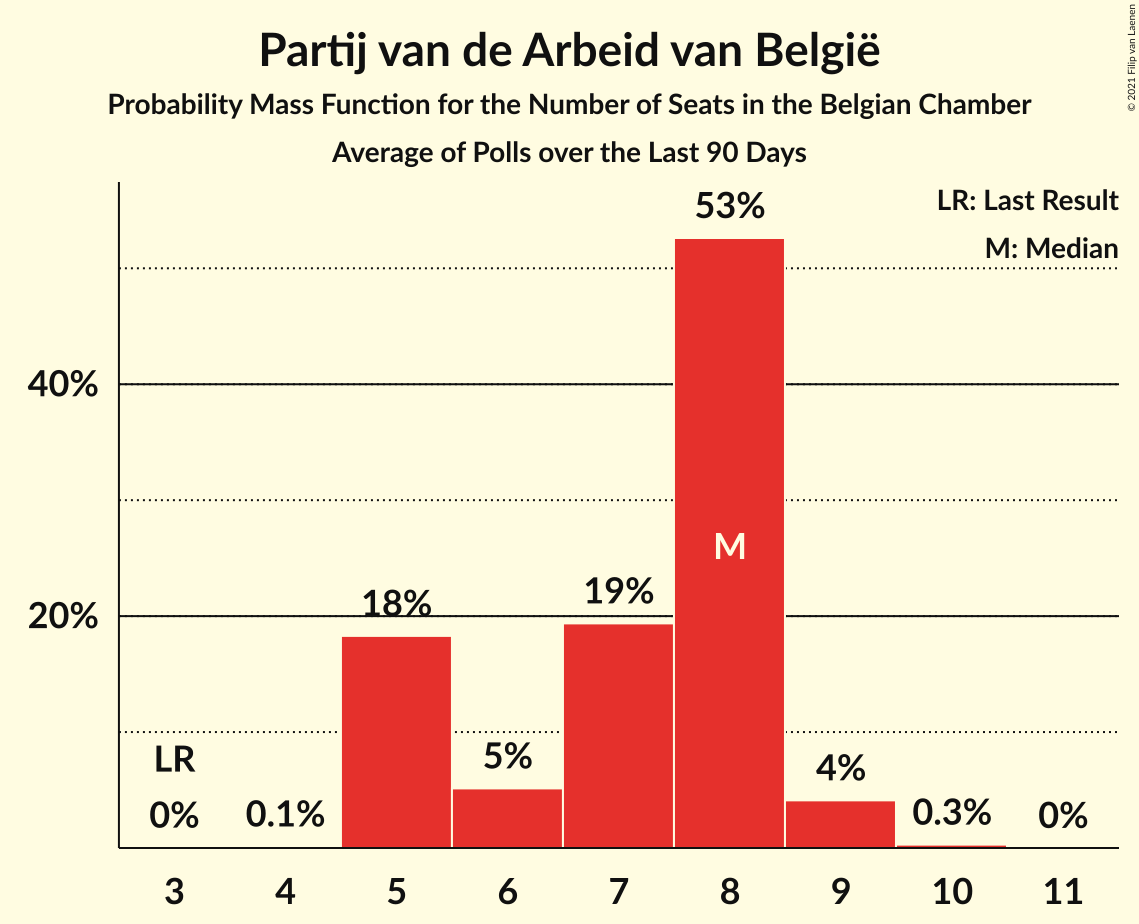 Partij van de Arbeid van België
Probability Mass Function for the Number of Seats in the Belgian Chamber
Average of Polls over the Last 90 Days
© 2021 Filip van Laenen
LR: Last Result
M: Median
53%
40%
M
19%
18%
20%
LR
5%
4%
0%
0.1%
0.3%
0%
3 4 5 6 7 8 9 10 11